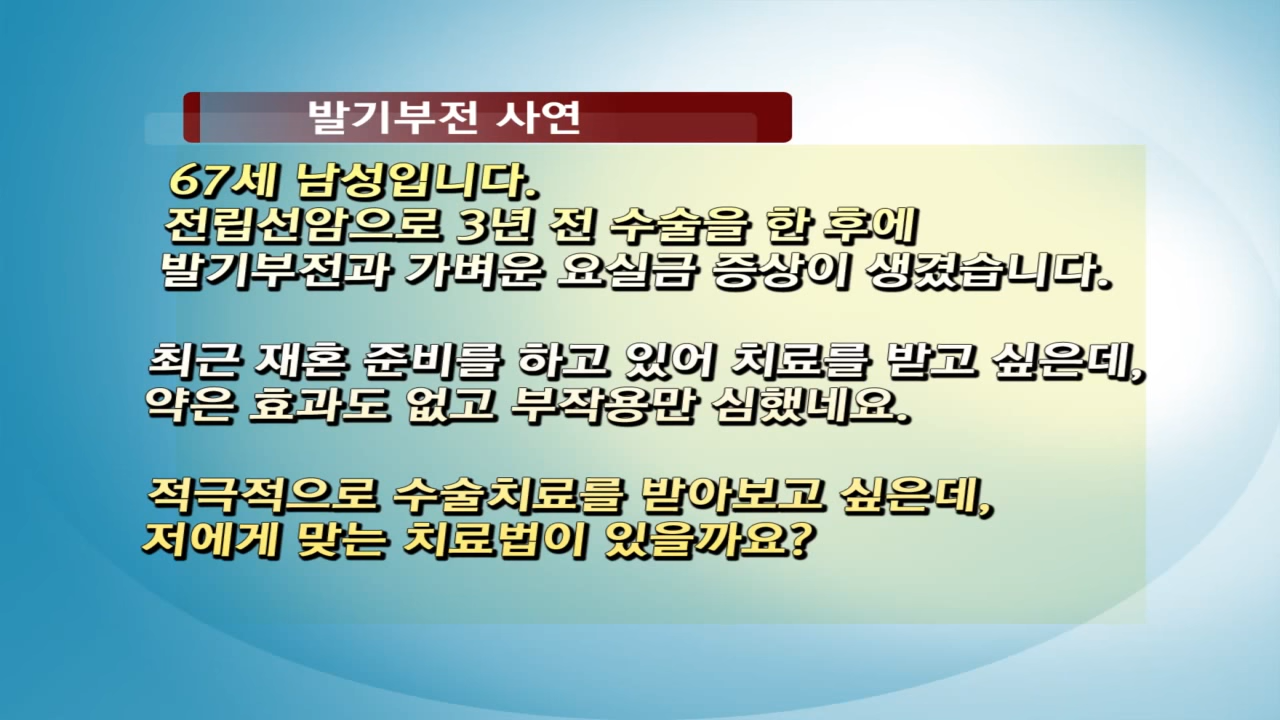 발기부전 사연
67세 남성입니다.
전립선암으로 3년 전 수술을 한 후에
발기부전과 가벼운 요실금 증상이 생겼습니다.
최근 재혼 준비를 하고 있어 치료를 받고 싶은데,
약은 효과도 없고 부작용만 심했네요.
적극적으로 수술치료를 받아보고 싶은데,
저에게 맞는 치료법이 있을까요?